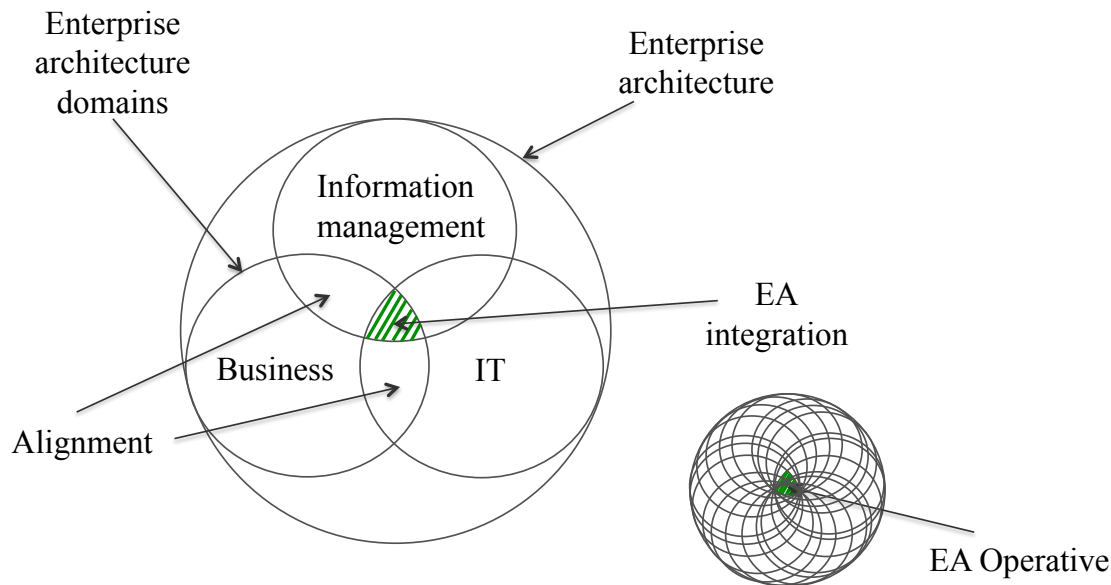 Enterprise
architecture
domains
Enterprise
architecture
Information
management
EA
integration
Business
IT
Alignment
EA Operative